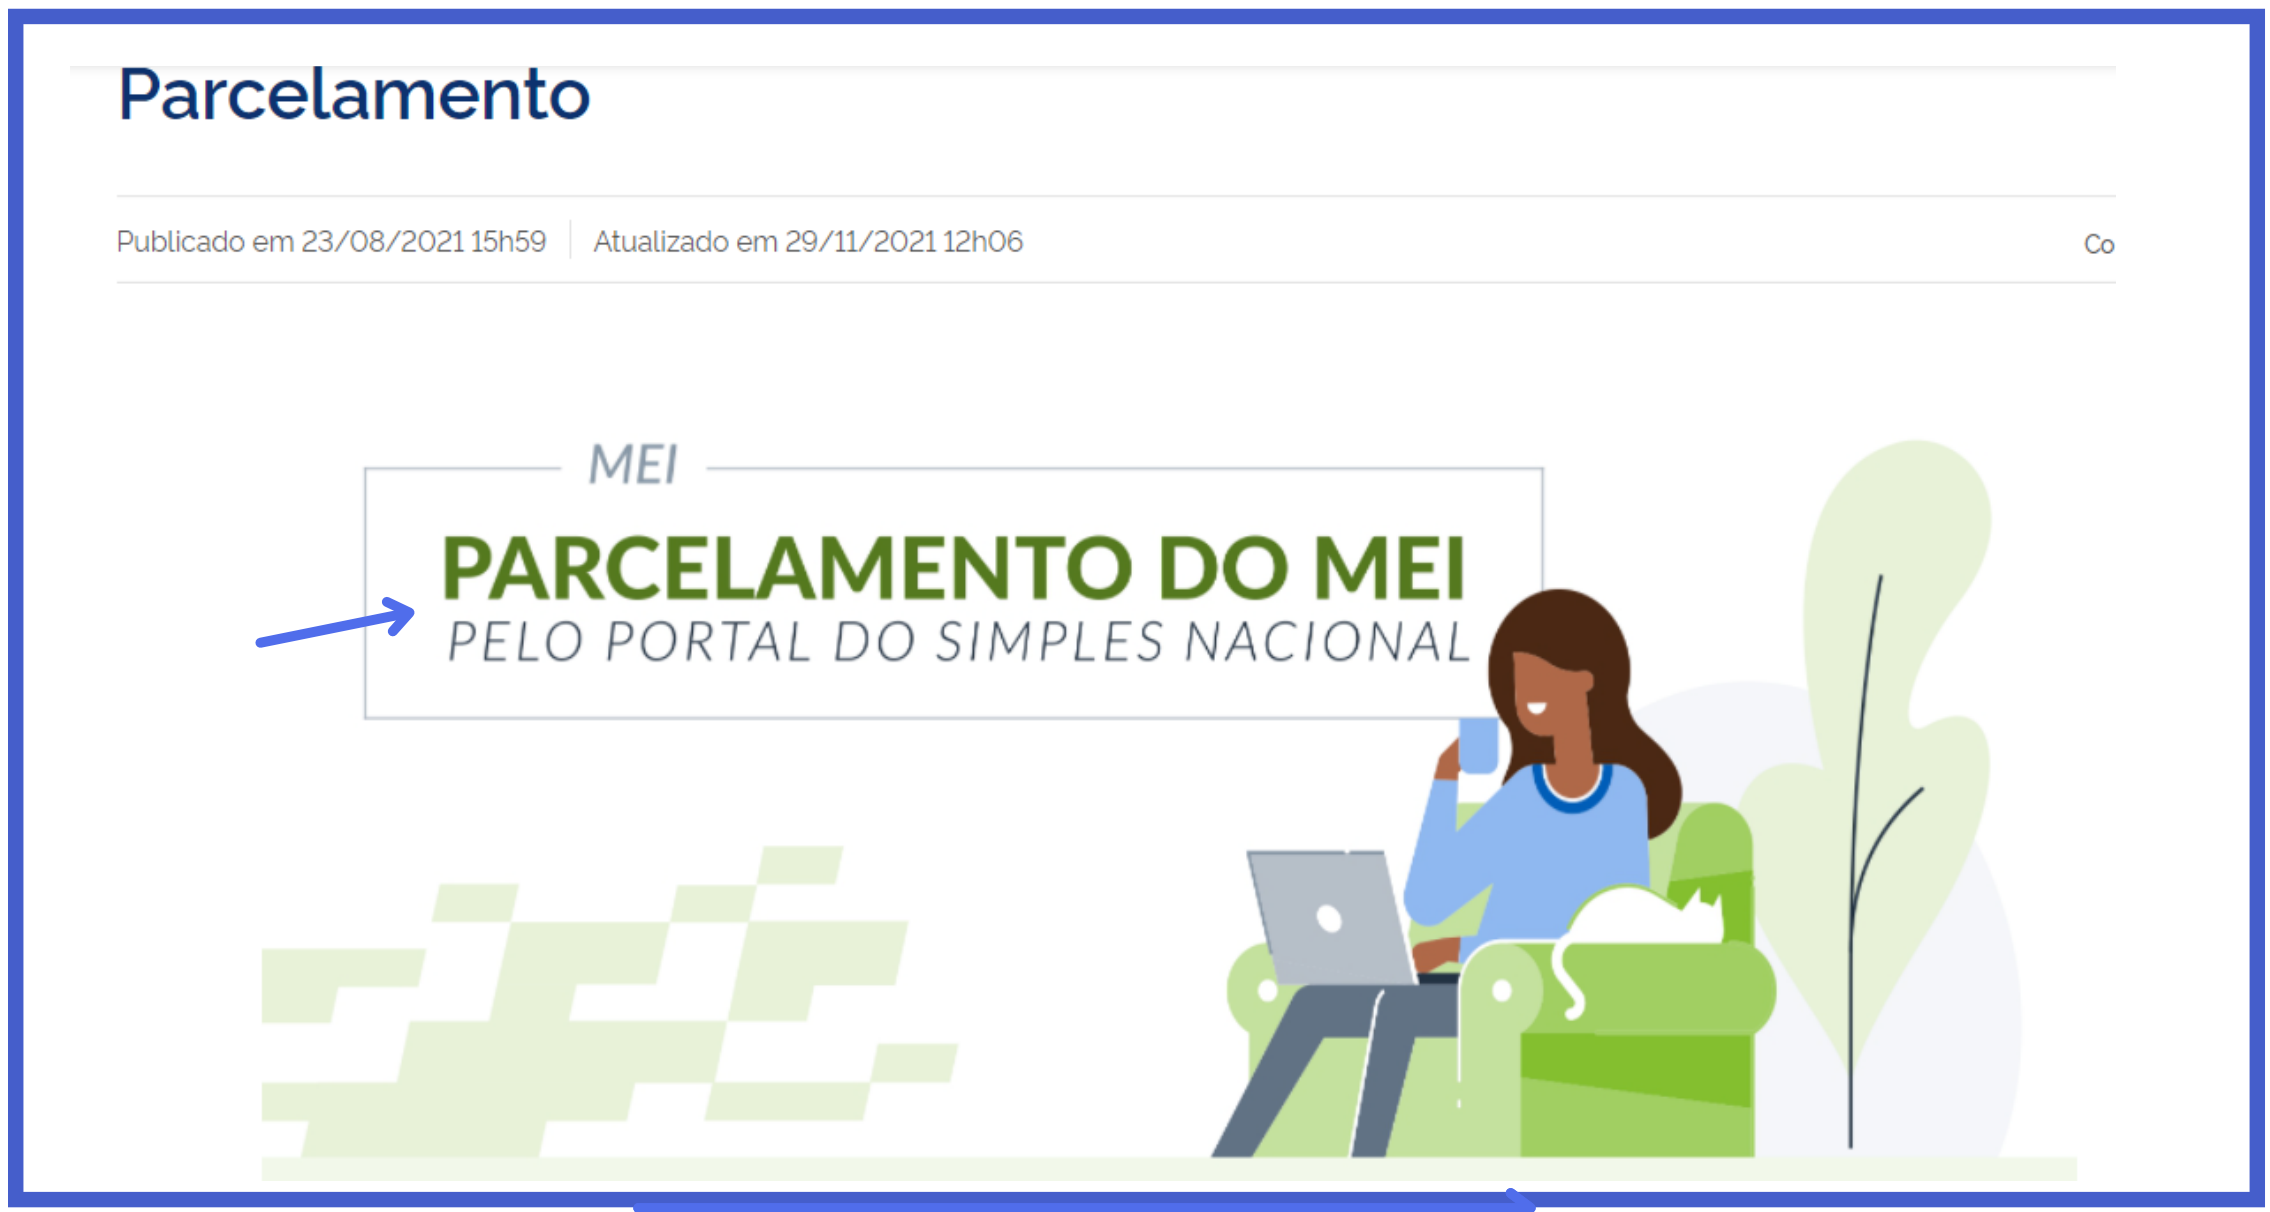 Parcelamento
Publicado em 23/08/2021 15h59 Atualizado em 29/11/2021 12h06 Co
MEI
PARCELAMENTO DO MEI
PELO PORTAL DO SIMPLES NACIONAL